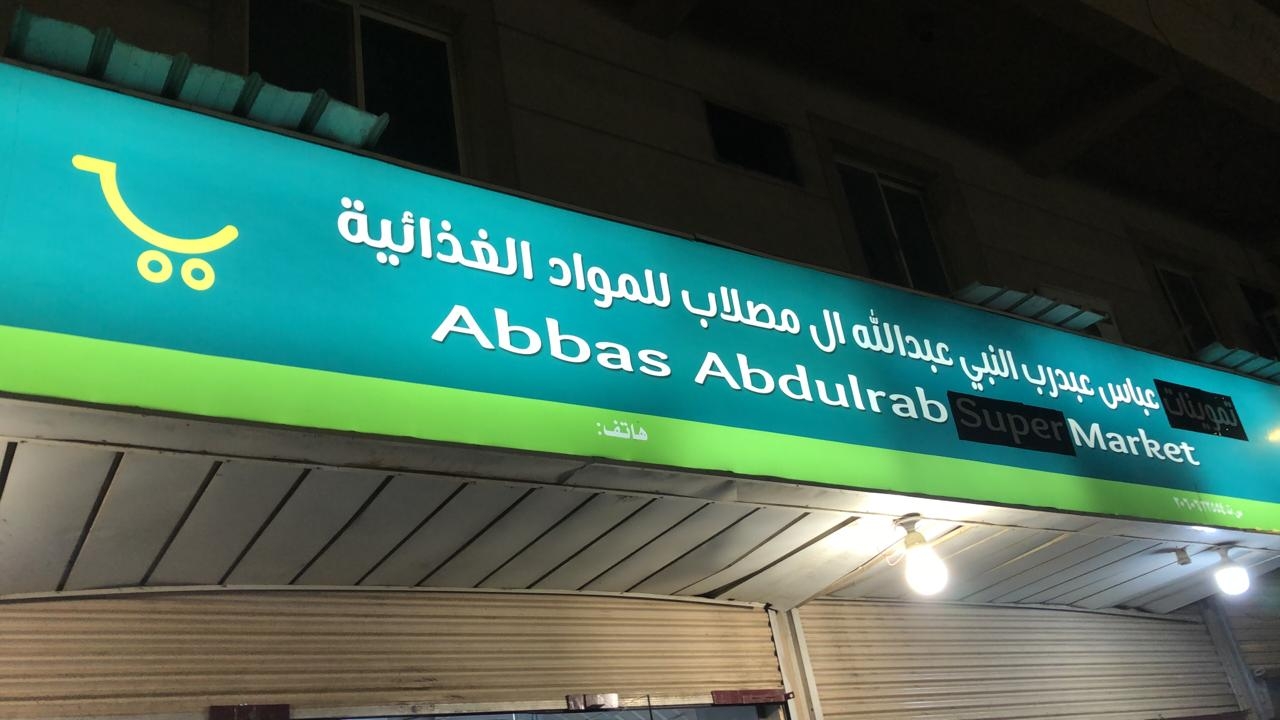 تموينات عباس عبدرب النبي عبدالله ال مصلاب للمواد الغذائية
Abbas Abdulrab Super Market
هاتف: